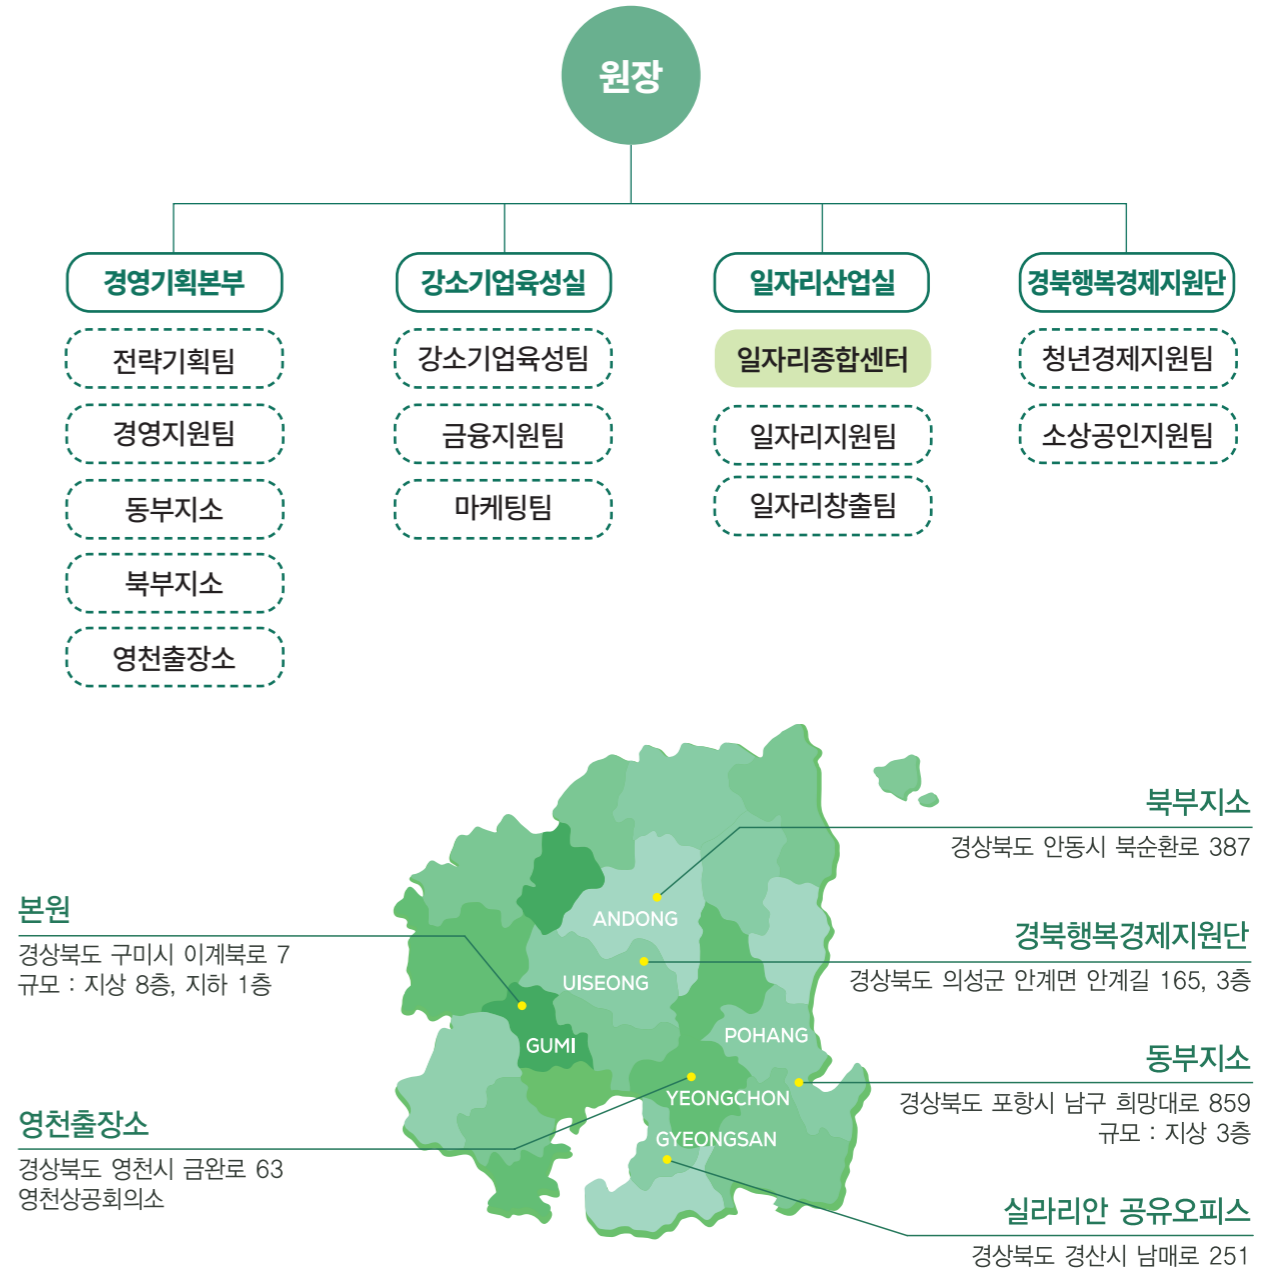 원장
경영기획본부
전략기획팀
경영지원팀
동부지소
북부지소
영천출장소
강소기업육성실
강소기업육성팀
금융지원팀
마케팅팀
일자리산업실
일자리종합센터
일자리지원팀
일자리창출팀
경북행복경제지원단
청년경제지원팀
소상공인지원팀
본원
경상북도 구미시 이계북로 7
규모 : 지상 8층, 지하 1층
영천출장소
경상북도 영천시 금완로 63
영천상공회의소
ANDONG
UISEONG
GUMI
POHANG
YEONGCHON
GYEONGSAN
북부지소
경상북도 안동시 북순환로 387
경북행복경제지원단
경상북도 의성군 안계면 안계길 165, 3층
동부지소
경상북도 포항시 남구 희망대로 859
규모 : 지상 3층
실라리안 공유오피스
경상북도 경산시 남매로 251